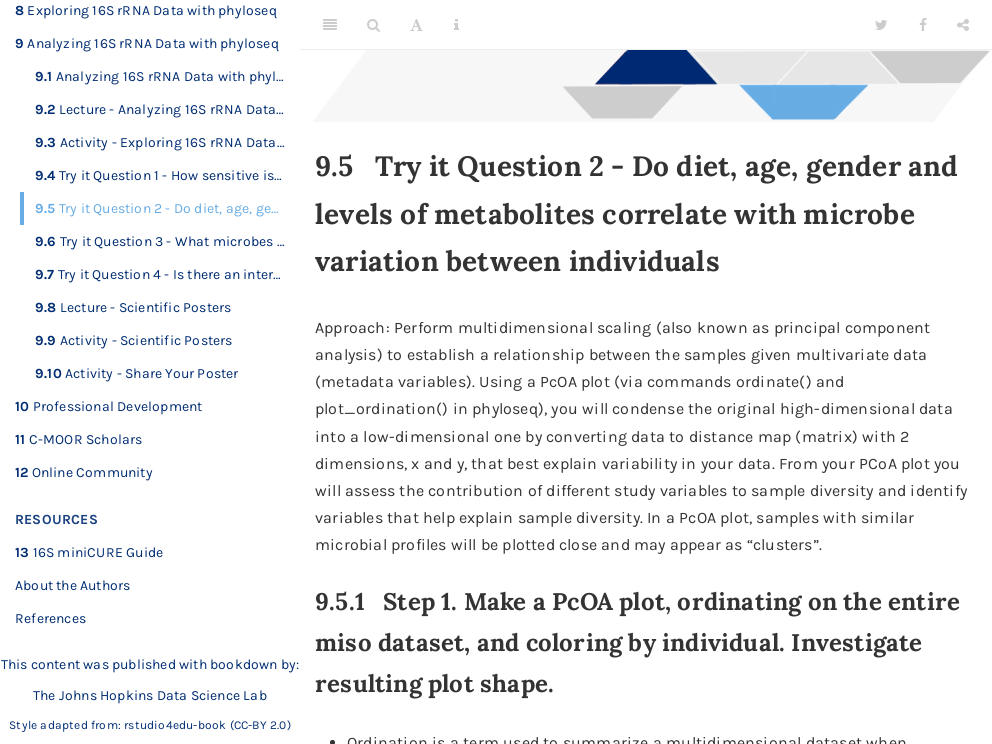 8 Exploring 16S rRNA Data with phyloseq
9 Analyzing 16S rRNA Data with phyloseq
9.1 Analyzing 16S rRNA Data with phyl…
9.2 Lecture - Analyzing 16S rRNA Data…
9.3 Activity - Exploring 16S rRNA Data…
9.4 Try it Question 1 - How sensitive is…
9.5 Try it Question 2 - Do diet, age, ge…
9.6 Try it Question 3 - What microbes …
9.7 Try it Question 4 - Is there an inter…
9.8 Lecture - Scientific Posters
9.9 Activity - Scientific Posters
9.10 Activity - Share Your Poster
10 Professional Development
11 C-MOOR Scholars
12 Online Community
RESOURCES
13 16S miniCURE Guide
About the Authors
References
This content was published with bookdown by:
The Johns Hopkins Data Science Lab
Style adapted from: rstudio4edu-book (CC-BY 2.0)
9.5 Try it Question 2 - Do diet, age, gender and
levels of metabolites correlate with microbe
variation between individuals
Approach: Perform multidimensional scaling (also known as principal component
analysis) to establish a relationship between the samples given multivariate data
(metadata variables). Using a PcOA plot (via commands ordinate() and
plot_ordination() in phyloseq), you will condense the original high-dimensional data
into a low-dimensional one by converting data to distance map (matrix) with 2
dimensions, x and y, that best explain variability in your data. From your PCoA plot you
will assess the contribution of different study variables to sample diversity and identify
variables that help explain sample diversity. In a PcOA plot, samples with similar
microbial profiles will be plotted close and may appear as “clusters”.
9.5.1 Step 1. Make a PcOA plot, ordinating on the entire
miso dataset, and coloring by individual. Investigate
resulting plot shape.
• Ordination is a term used to summarize a multidimensional dataset when